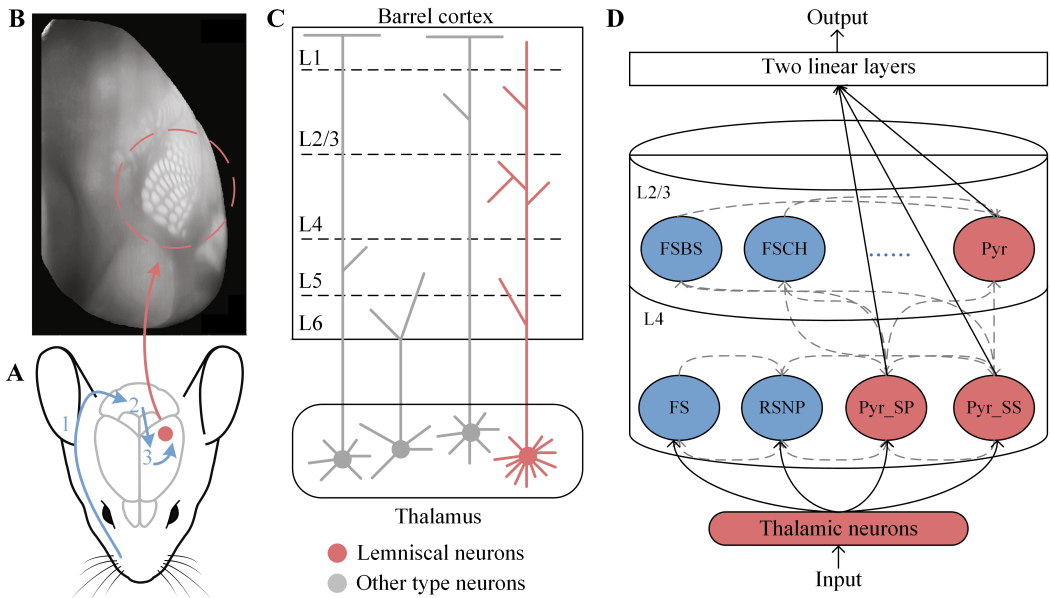 B
C
Barrel cortex
L1
L2/3
L4
L5
L6
Thalamus
Lemniscal neurons
Other type neurons
A
1
2
3
D
Output
Two linear layers
L2/3
FSBS
FSCH
......
Pyr
L4
FS
RSNP
Pyr_SP
Pyr_SS
Thalamic neurons
Input